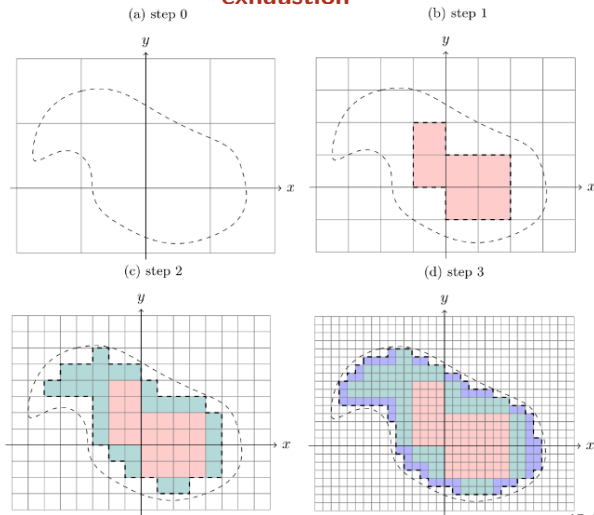 exhaustion
(a) step 0
(b) step 1
y
y
x
x
(c) step 2
(d) step 3
y
y
x
x